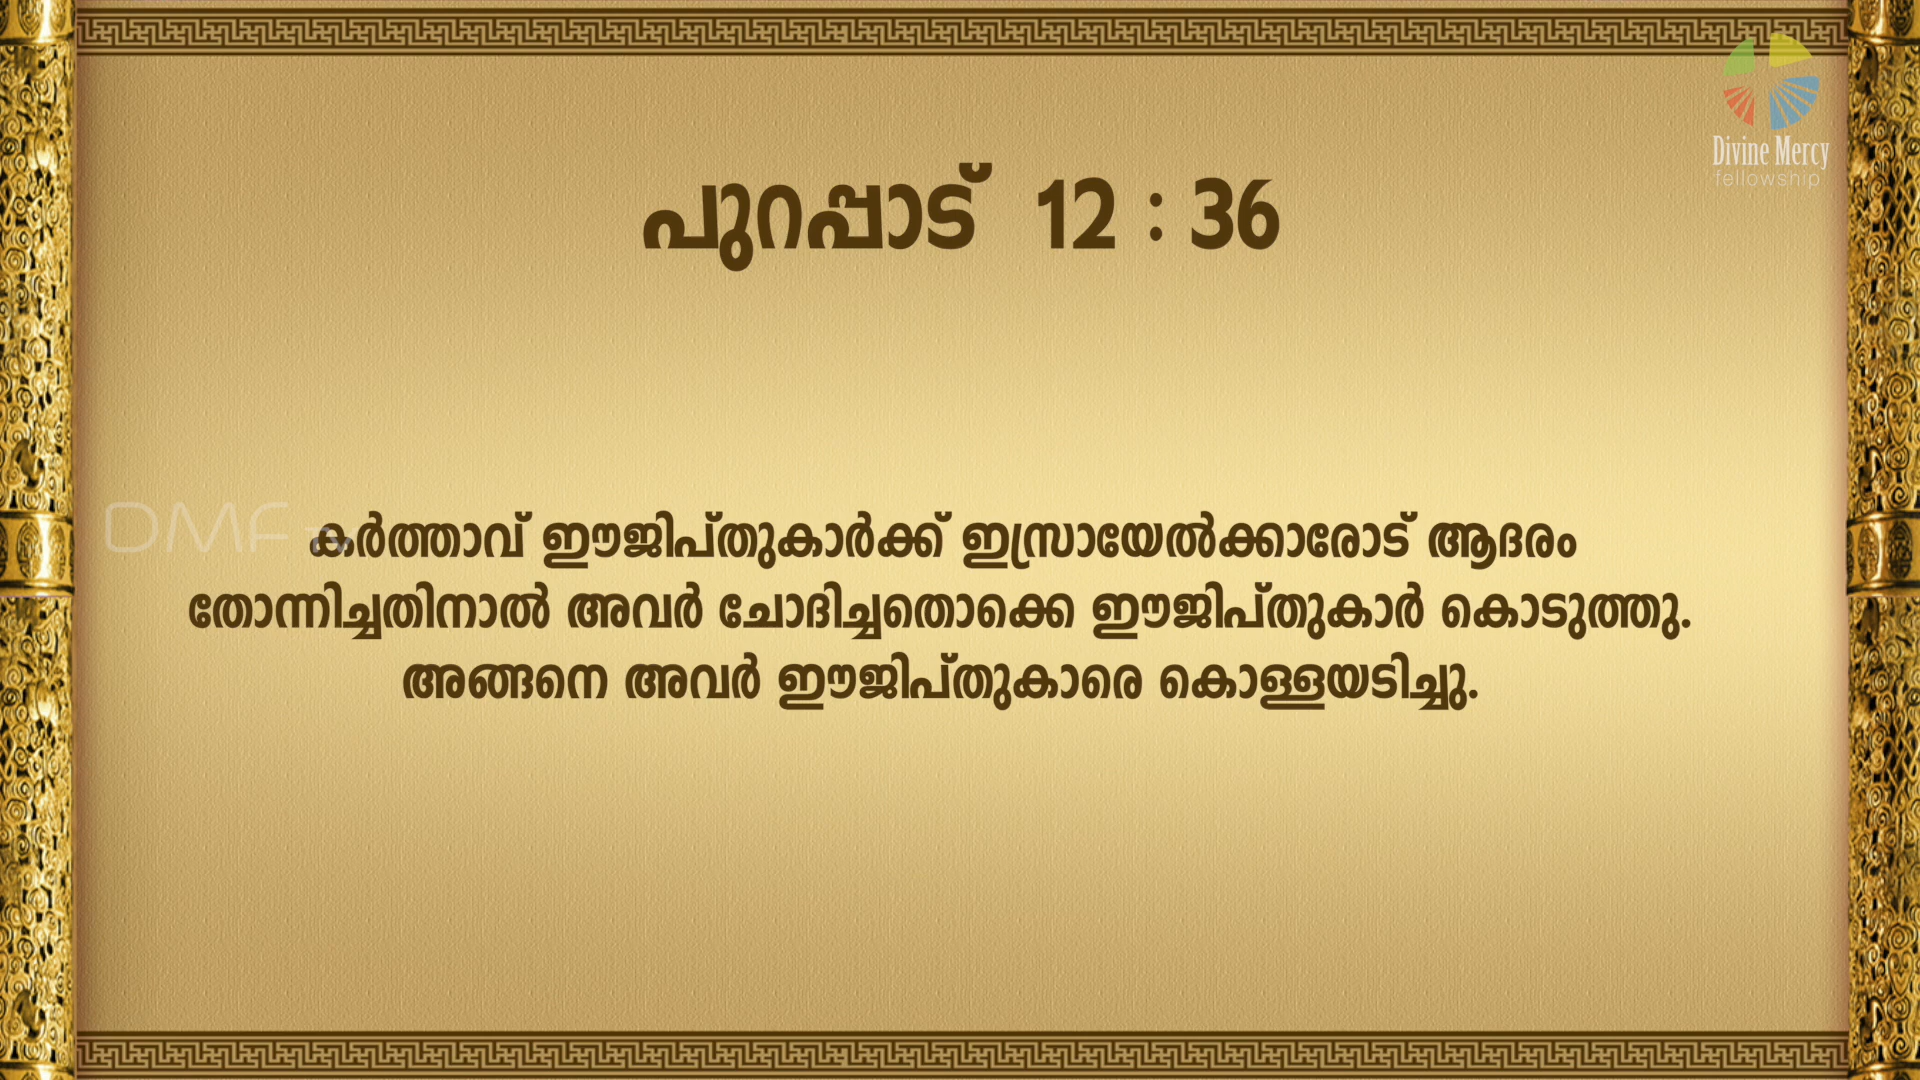 Divine Mercy
fellowship
പുറപ്പാട് 12 : 36
DMF
കർത്താവ് ഈജിപ്തുകാർക്ക് ഇസ്രായേൽക്കാരോട് ആദരം
തോന്നിച്ചതിനാൽ അവർ ചോദിച്ചതൊക്കെ ഈജിപ്തുകാർ കൊടുത്തു.
അങ്ങനെ അവർ ഈജിപ്തുകാരെ കൊള്ളയടിച്ചു.